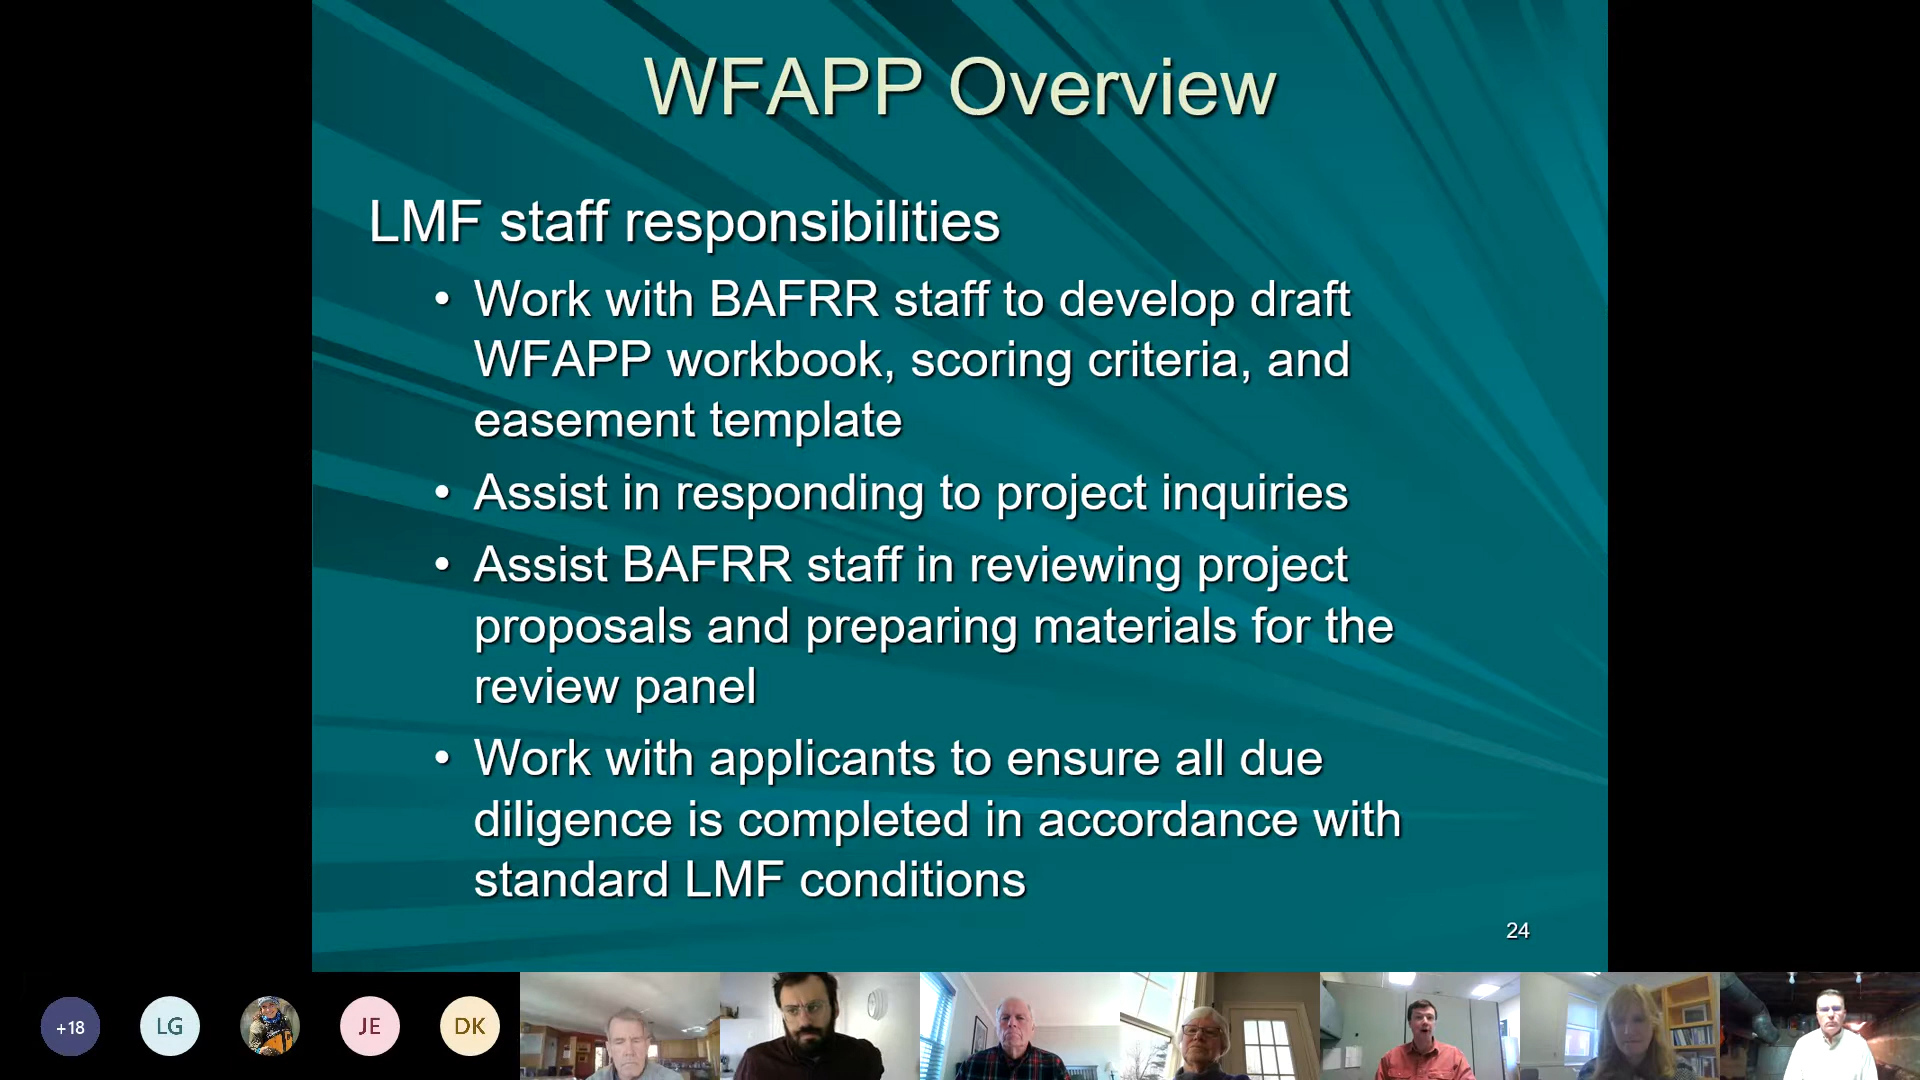 WFAPP Overview
LMF staff responsibilities
• Work with BAFRR staff to develop draft
WFAPP workbook, scoring criteria, and
easement template
• Assist in responding to project inquiries
• Assist BAFRR staff in reviewing project
proposals and preparing materials for the
review panel
• Work with applicants to ensure all due
diligence is completed in accordance with
standard LMF conditions
24
+18
LG
JE
DK